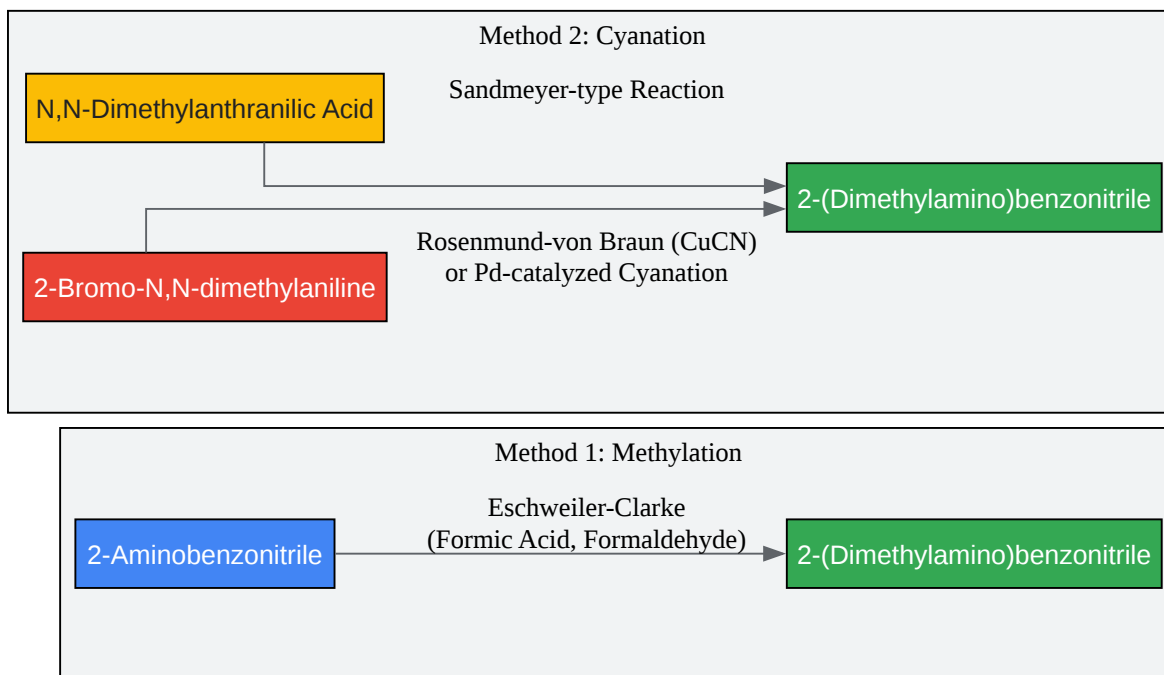 Method 2: Cyanation
Sandmeyer-type Reaction
N,N-Dimethylanthranilic Acid
2-(Dimethylamino)benzonitrile
Rosenmund-von Braun (CuCN)
or Pd-catalyzed Cyanation
2-Bromo-N,N-dimethylaniline
Method 1: Methylation
Eschweiler-Clarke
(Formic Acid, Formaldehyde)
2-Aminobenzonitrile
2-(Dimethylamino)benzonitrile